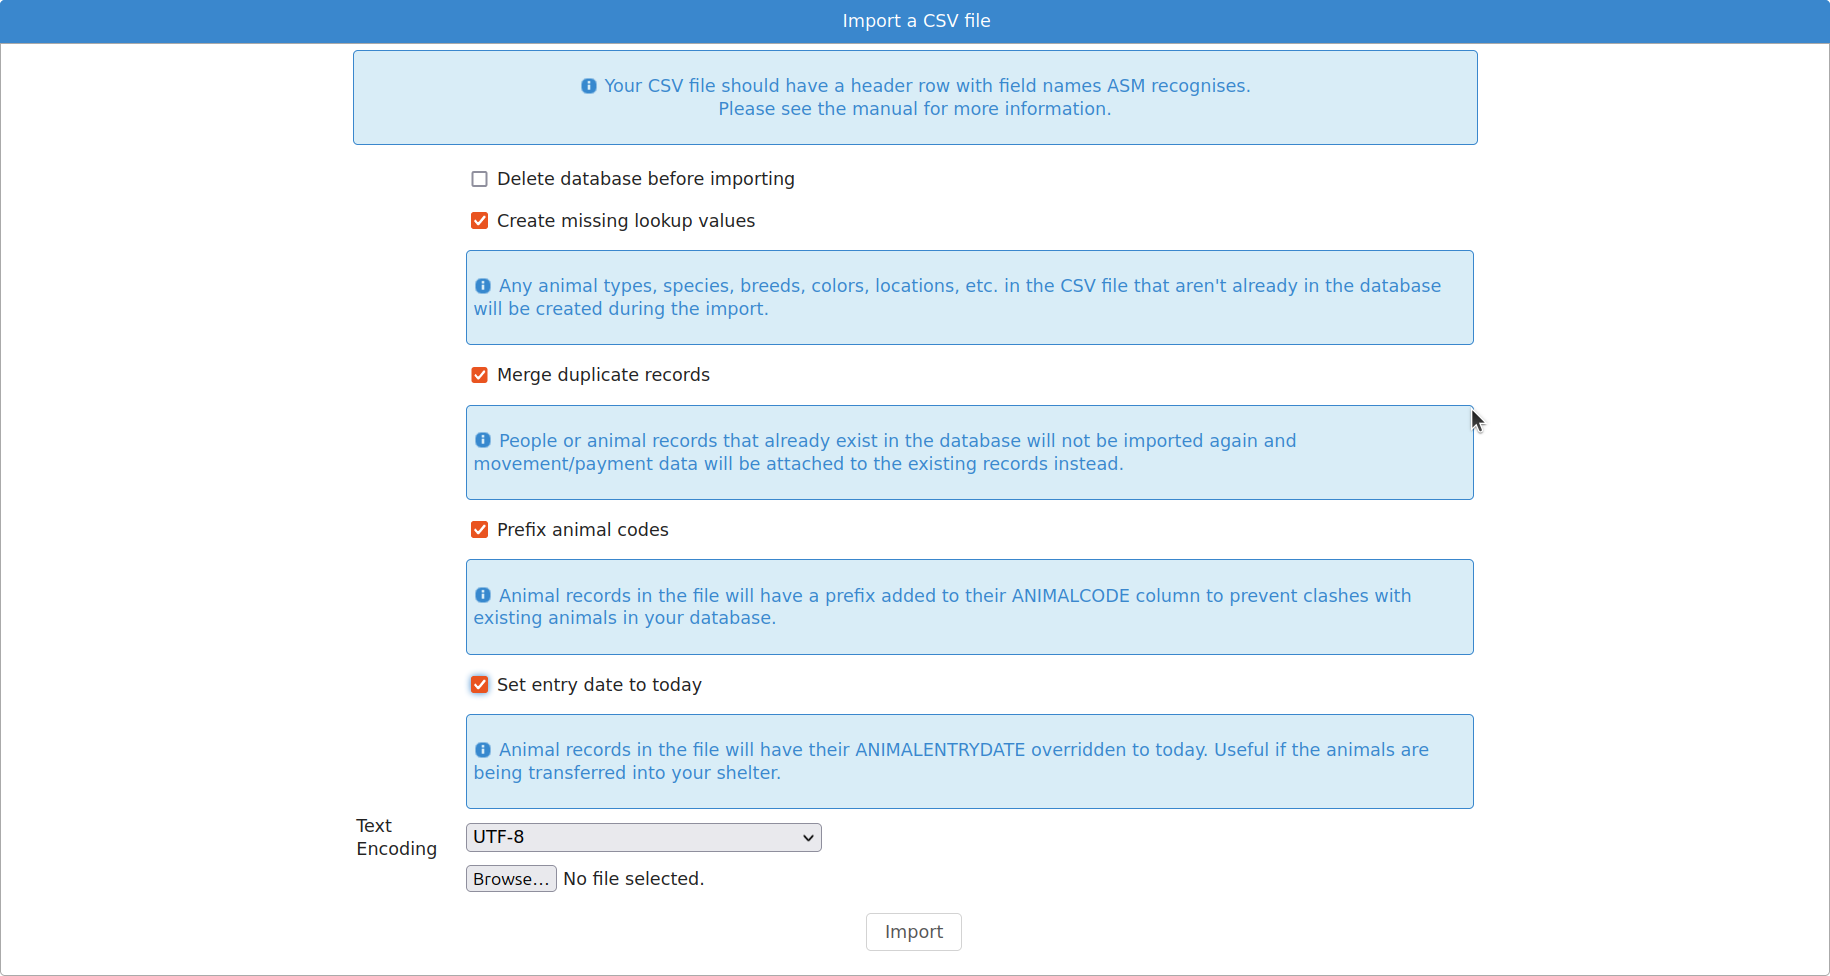 Import a CSV file
Your CSV file should have a header row with field names ASM recognises.
Please see the manual for more information.
Delete database before importing
Create missing lookup values
Any animal types, species, breeds, colors, locations, etc. in the CSV file that aren't already in the database
will be created during the import.
Merge duplicate records
People or animal records that already exist in the database will not be imported again and
movement/payment data will be attached to the existing records instead.
Prefix animal codes
Animal records in the file will have a prefix added to their ANIMALCODE column to prevent clashes with
existing animals in your database.
Set entry date to today
Animal records in the file will have their ANIMALENTRYDATE overridden to today. Useful if the animals are
being transferred into your shelter.
Text
Encoding
UTF-8
Browse... No file selected.
Import